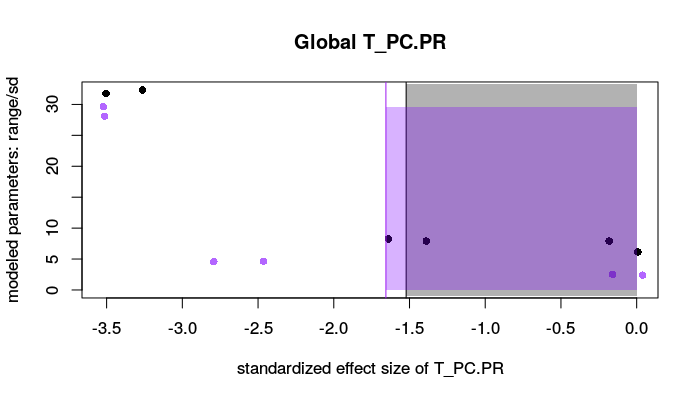 Global T_PC.PR
modeled parameters: range/sd
30
20
10
5
0
-3.5 -3.0 -2.5 -2.0 -1.5 -1.0 -0.5 0.0
standardized effect size of T_PC.PR